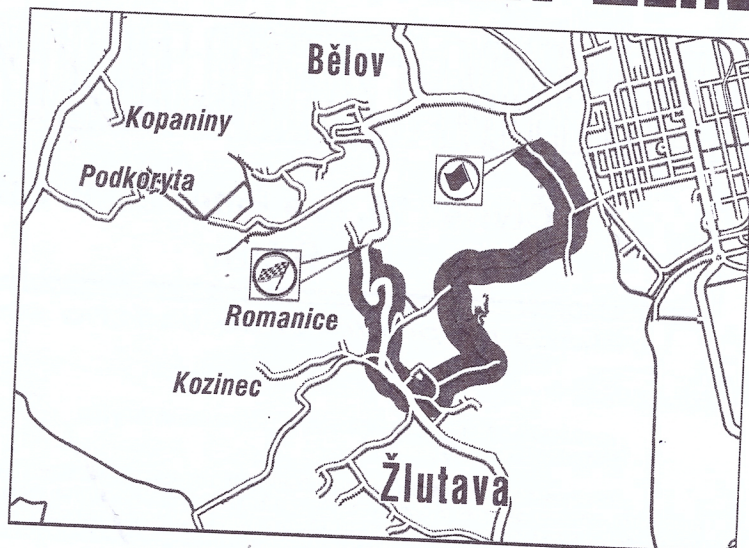 Bělov
Kopaniny
Podkoryta
Romanice
Kozinec
Žlutava